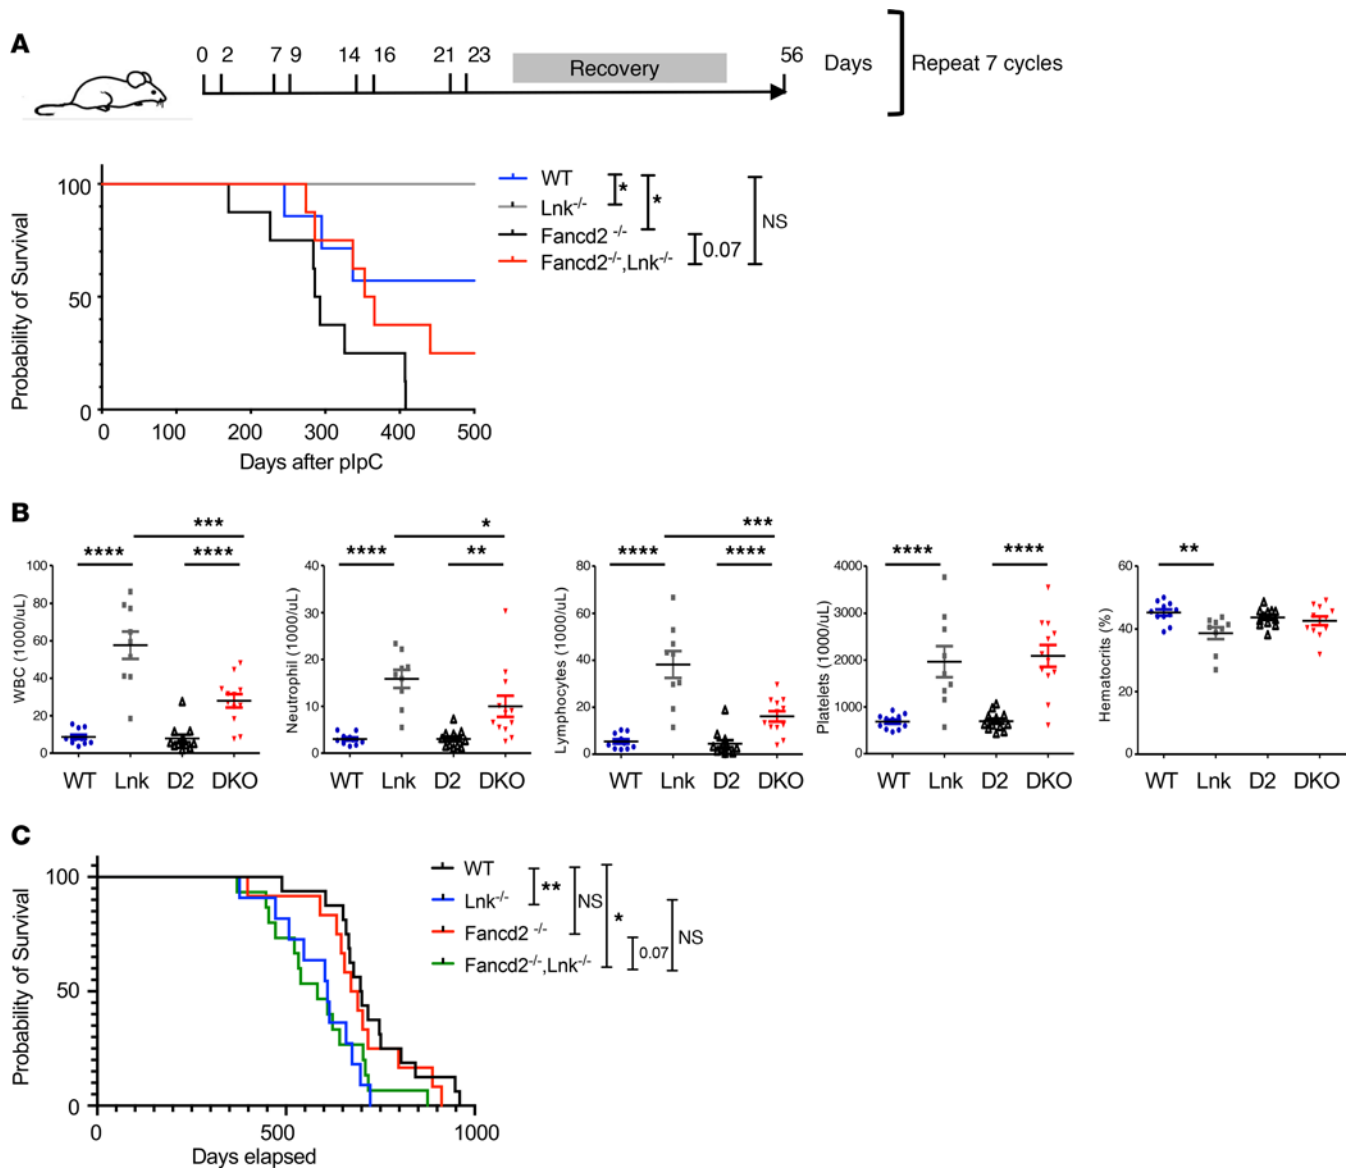 A
0 2 7 9 14 16 21 23 56 Days
Recovery
Repeat 7 cycles
Probability of Survival
100
50
0
0 100 200 300 400 500
Days after pIpC
WT
Lnk-/-
Fancd2 -/-
Fancd2-/-,Lnk-/-
*
*
0.07
NS
B
*** 
**** ****
WBC (1000/uL)
100
80
60
40
20
0
WT Lnk D2 DKO
*
**** **
Neutrophil (1000/uL)
40
30
20
10
0
WT Lnk D2 DKO
***
**** ****
Lymphocytes (1000/uL)
80
60
40
20
0
WT Lnk D2 DKO
**** ****
Platelets (1000/uL)
4000
3000
2000
1000
0
WT Lnk D2 DKO
**
Hematocrits (%)
60
40
20
0
WT Lnk D2 DKO
C
Probability of Survival
100
50
0
0 500 1000
Days elapsed
WT
Lnk-/-
Fancd2 -/-
Fancd2-/-,Lnk-/-
**
NS
*
0.07
NS